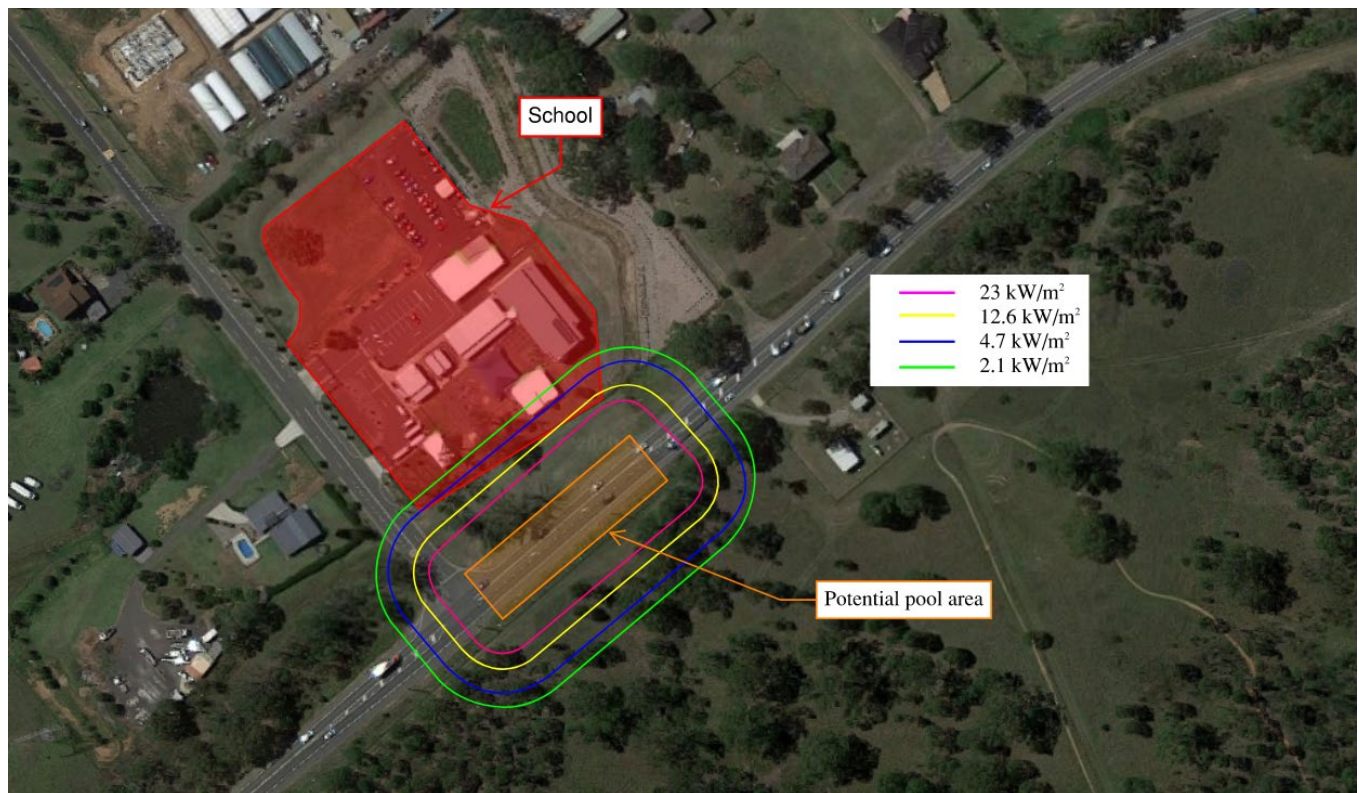 School
23 kW/m²
12.6 kW/m²
4.7 kW/m²
2.1 kW/m²
Potential pool area